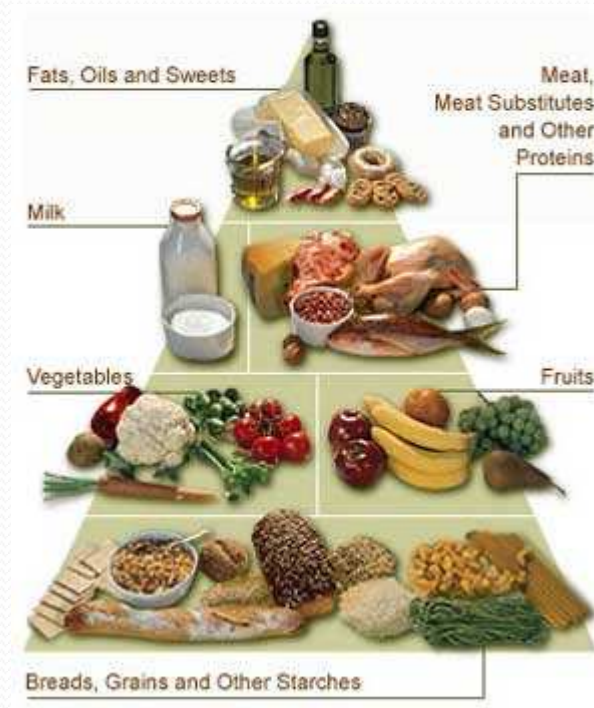 Fats, Oils and Sweets
Meat,
Meat Substitutes
and Other
Proteins
Milk
Vegetables
Fruits
Breads, Grains and Other Starches